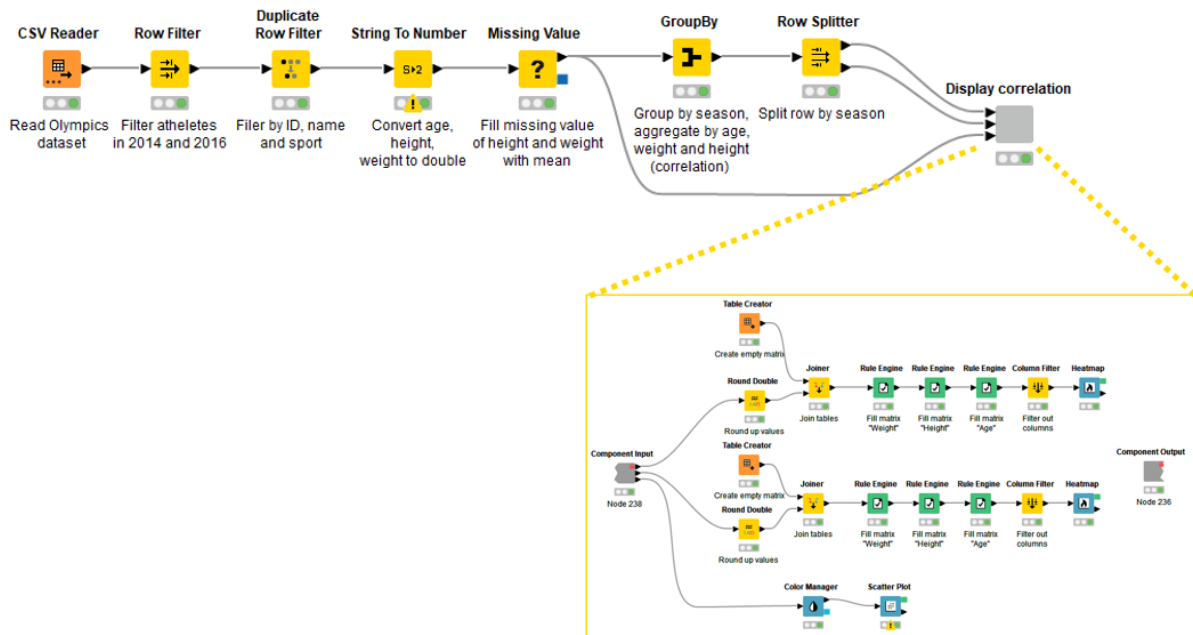 CSV Reader
Read Olympics
dataset
Row Filter
Filter atheletes
in 2014 and 2016
Duplicate
Row Filter
Filer by ID, name
and sport
String To Number
S▸2
Convert age,
height,
weight to double
Missing Value
?
Fill missing value
of height and weight
with mean
GroupBy
Group by season,
aggregate by age,
weight and height
(correlation)
Row Splitter
Split row by season
Display correlation
Table Creator
Create empty matrix
Round Double
Round up values
Joiner
Join tables
Rule Engine
Fill matrix
"Weight"
Rule Engine
Fill matrix
"Height"
Rule Engine
Fill matrix
"Age"
Column Filter
Filter out
columns
Heatmap
Component Input
Node 238
Table Creator
Create empty matrix
Round Double
Round up values
Joiner
Join tables
Rule Engine
Fill matrix
"Weight"
Rule Engine
Fill matrix
"Height"
Rule Engine
Fill matrix
"Age"
Column Filter
Filter out
columns
Heatmap
Component Output
Node 236
Color Manager
Scatter Plot